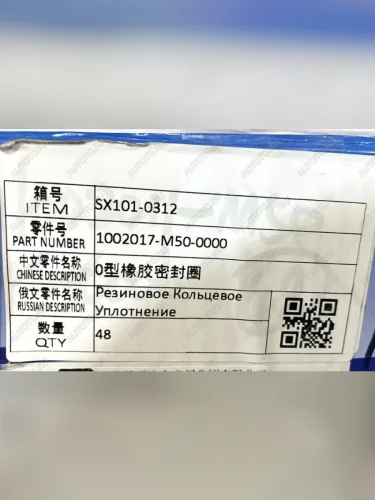 箱号
ITEM
SX101-0312
零件号
PART NUMBER
1002017-M50-0000
中文零件名称
CHINESE DESCRIPTION
O型橡胶密封圈
俄文零件名称
RUSSIAN DESCRIPTION
Резиновое Кольцевое
Уплотнение
数量
QTY
48